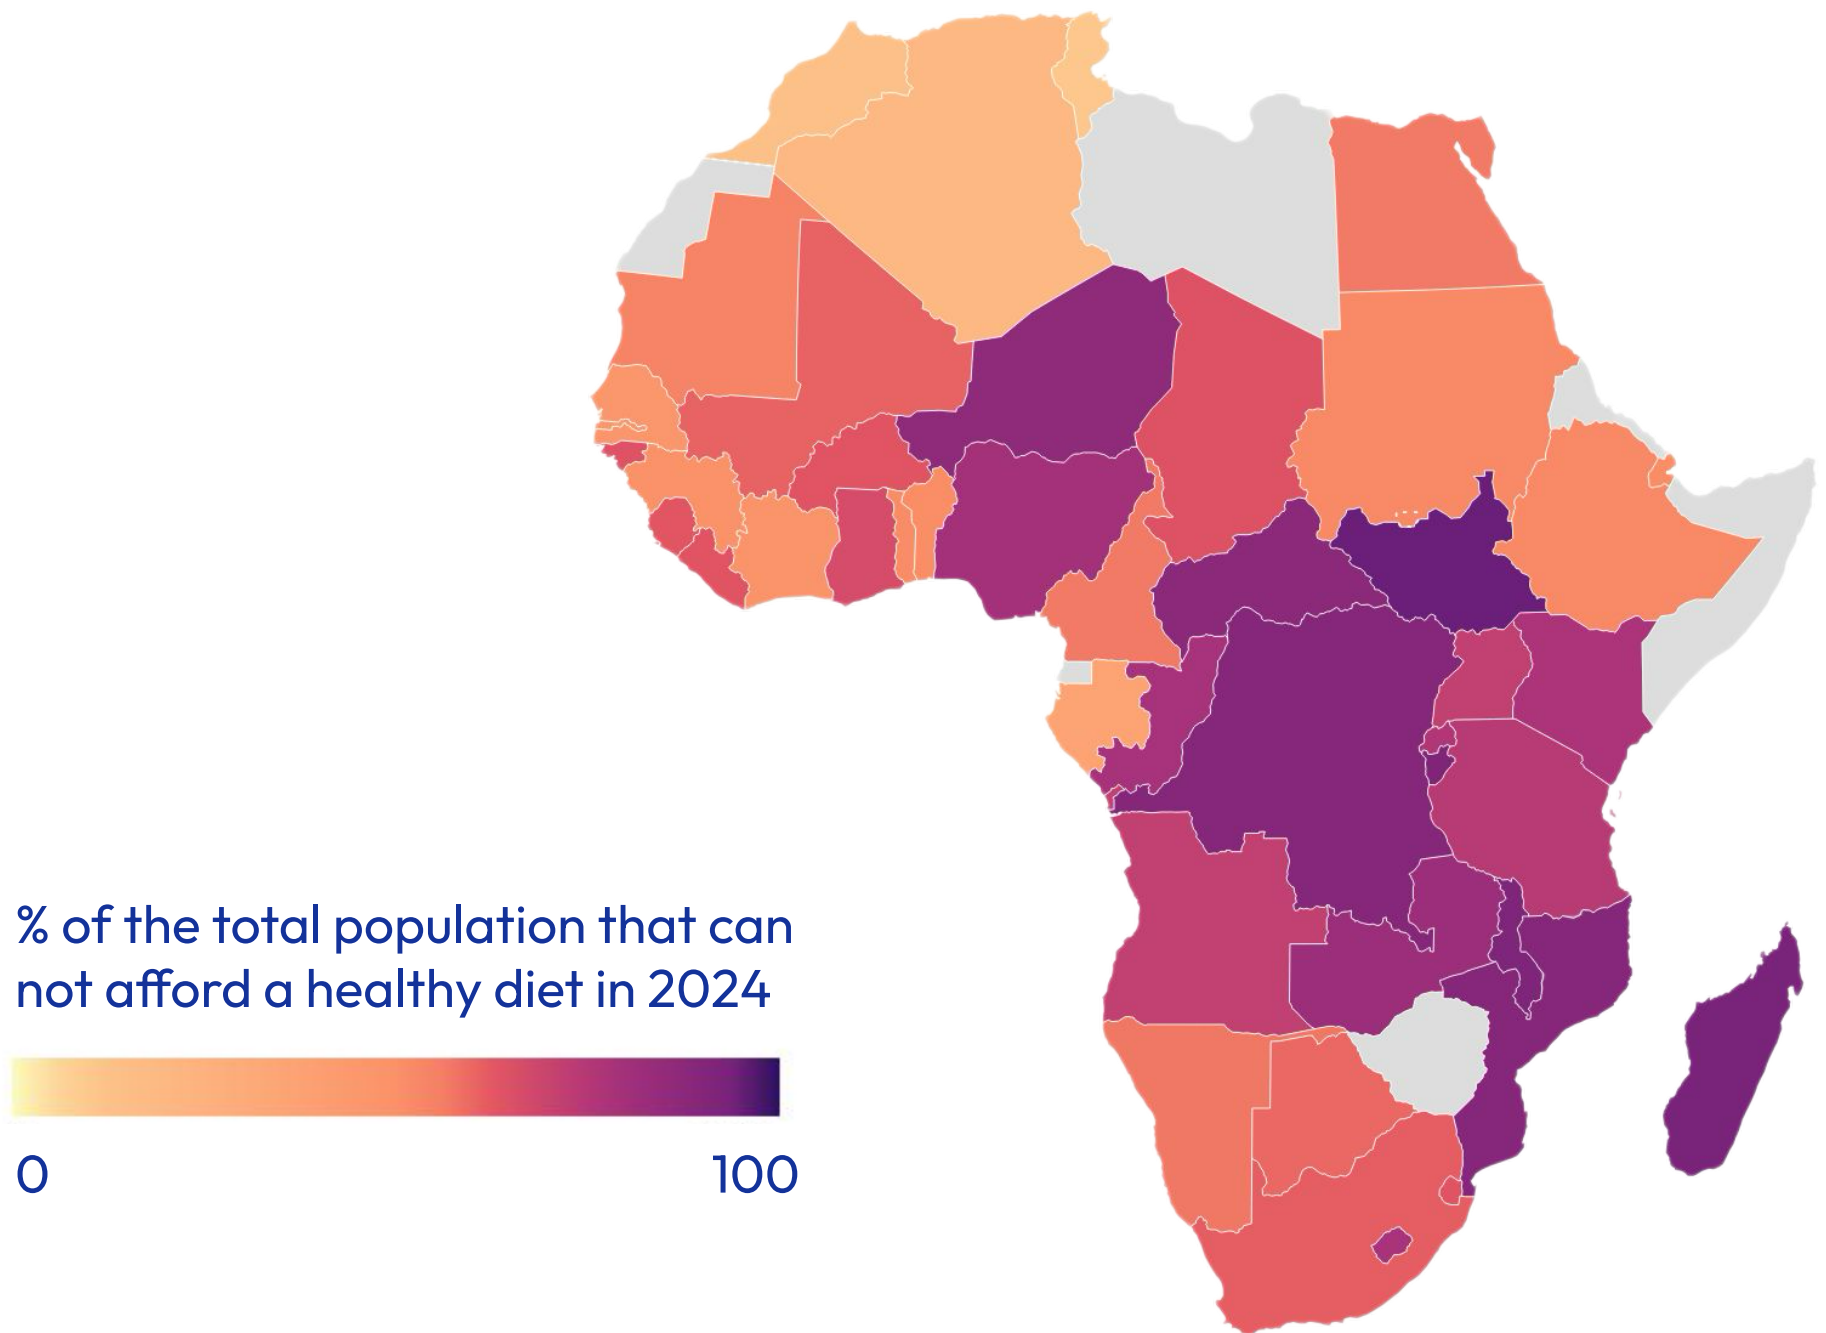 % of the total population that can
not afford a healthy diet in 2024
0
100